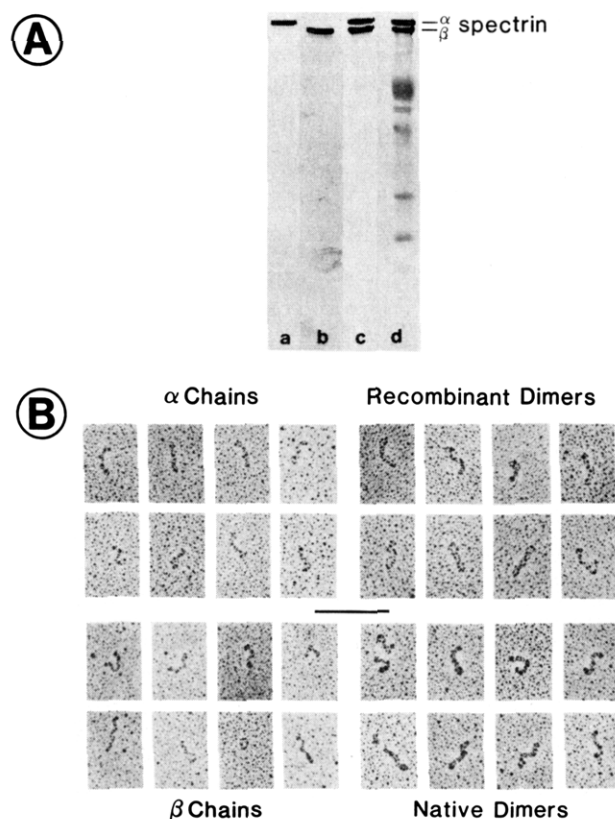 A
α
β
spectrin
a b c d
B
α Chains Recombinant Dimers
β Chains Native Dimers